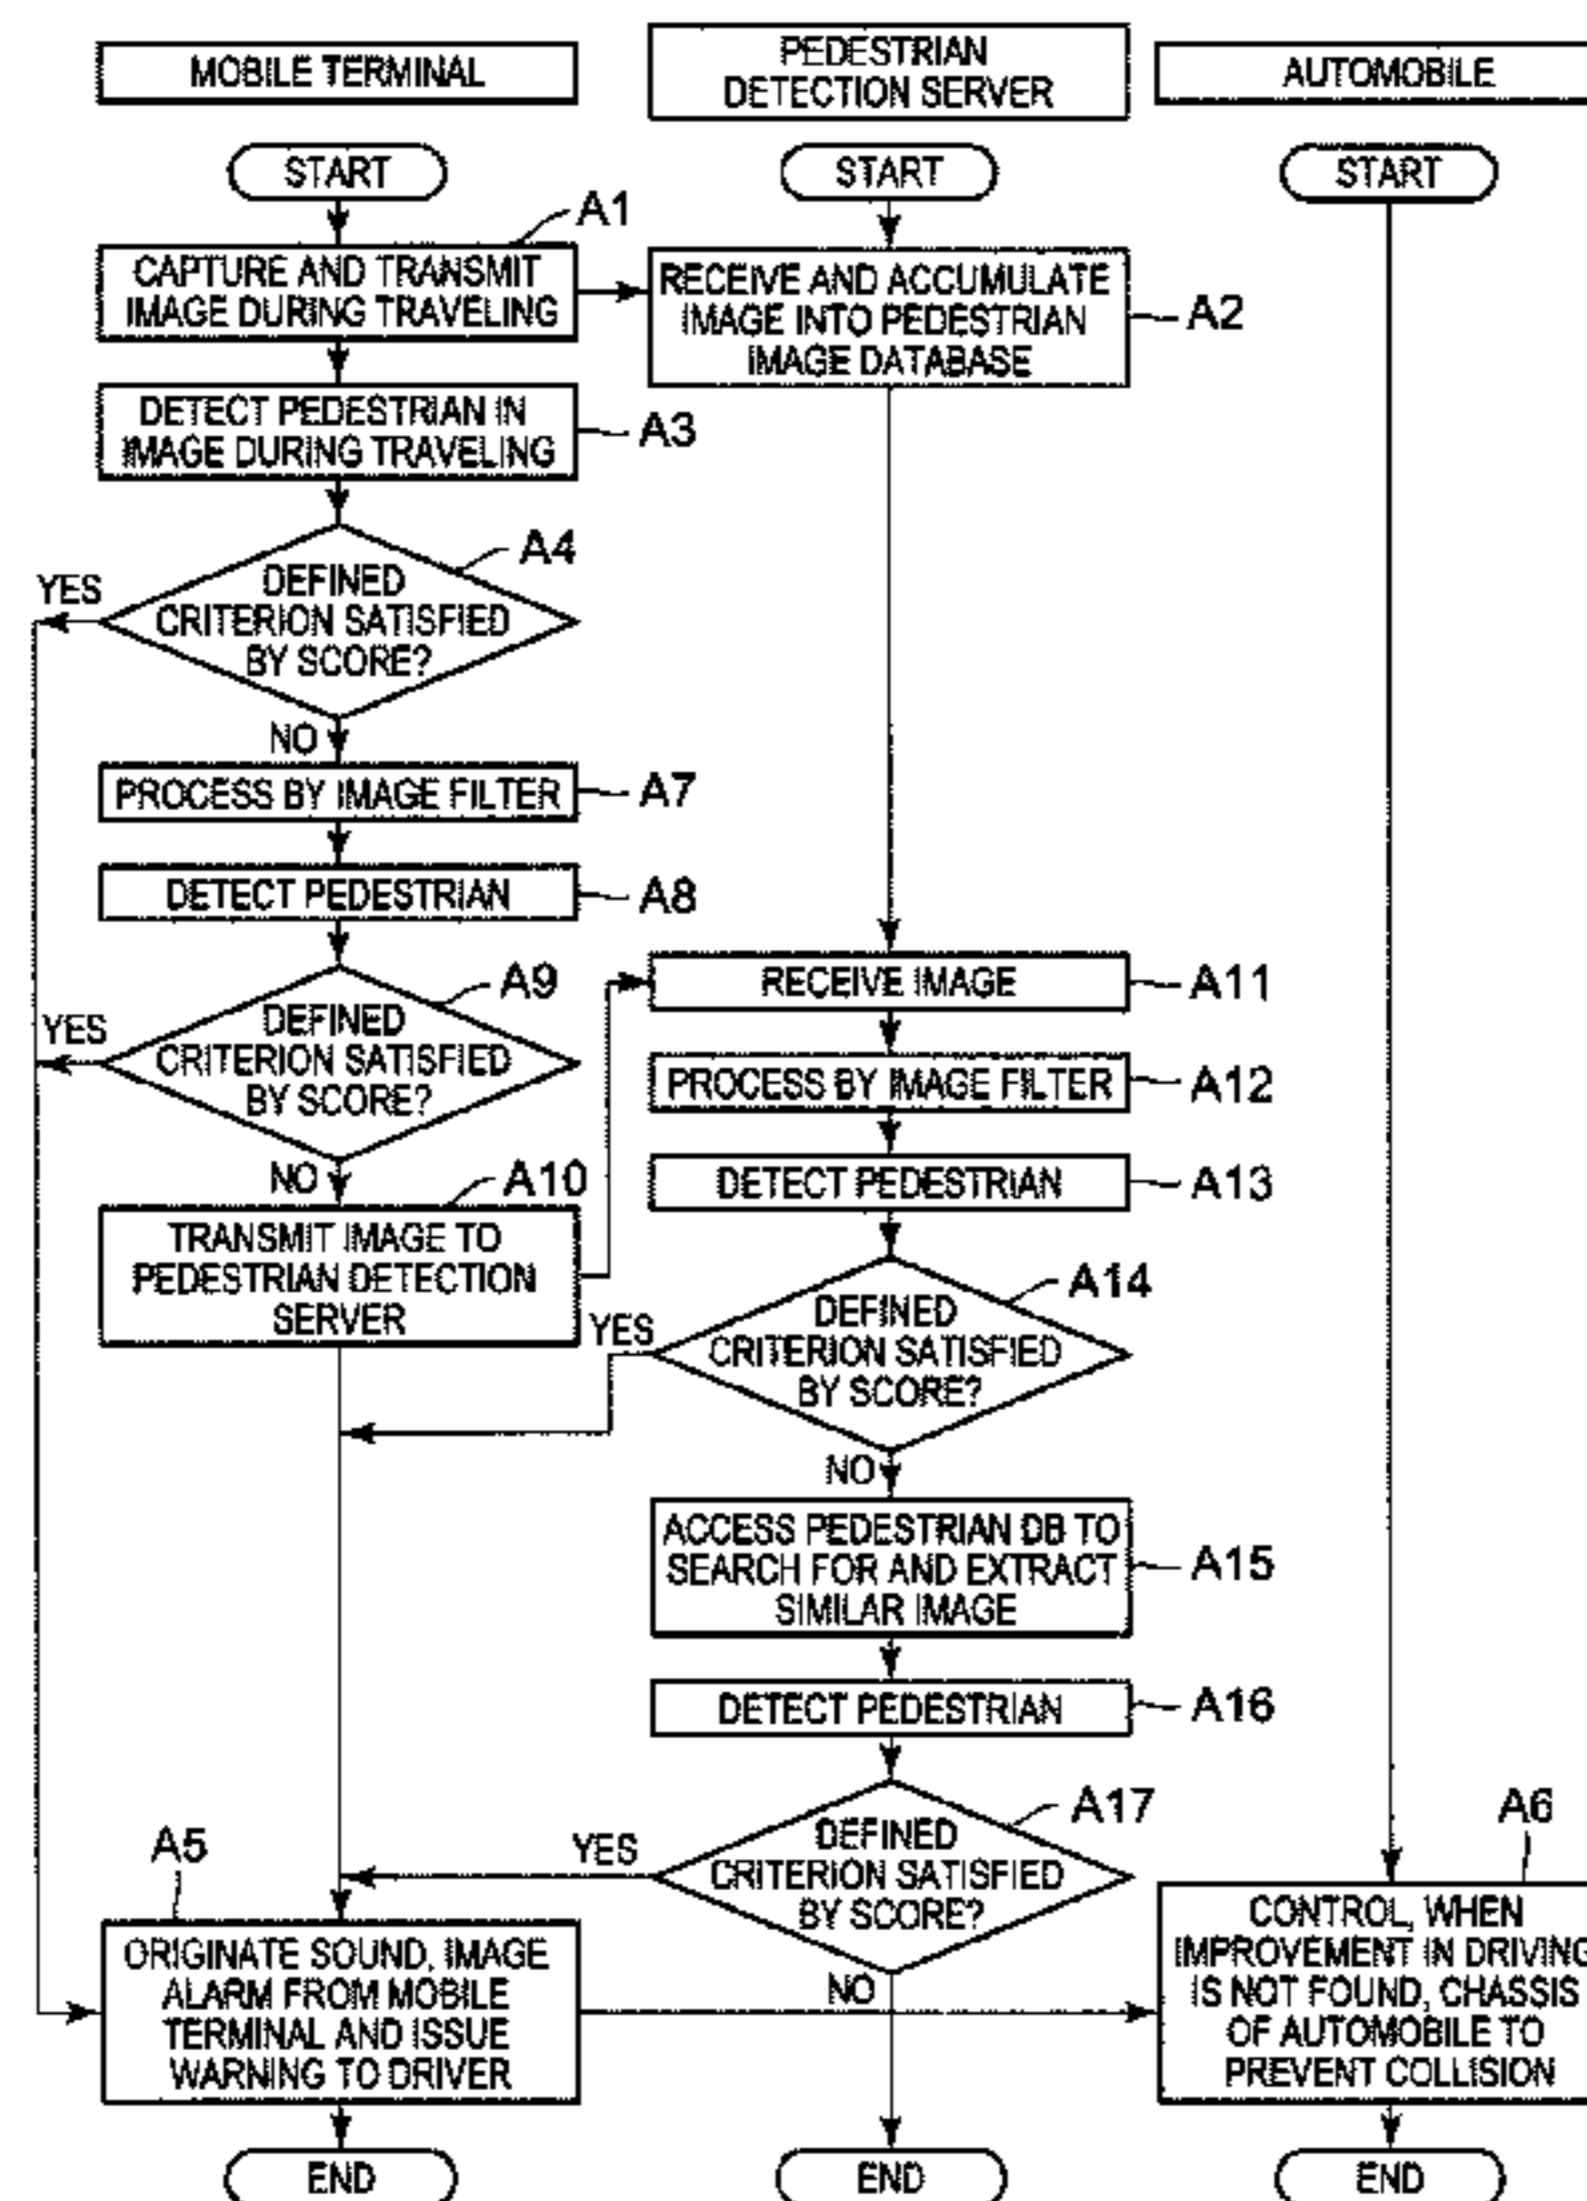 MOBILE TERMINAL
PEDESTRIAN
DETECTION SERVER
AUTOMOBILE
START
START
START
A1
CAPTURE AND TRANSMIT
IMAGE DURING TRAVELING
RECEIVE AND ACCUMULATE
IMAGE INTO PEDESTRIAN
IMAGE DATABASE
A2
DETECT PEDESTRIAN IN
IMAGE DURING TRAVELING
A3
A4
YES
DEFINED
CRITERION SATISFIED
BY SCORE?
NO
PROCESS BY IMAGE FILTER
A7
DETECT PEDESTRIAN
A8
A9
YES
DEFINED
CRITERION SATISFIED
BY SCORE?
NO
RECEIVE IMAGE
A11
PROCESS BY IMAGE FILTER
A12
DETECT PEDESTRIAN
A13
A10
TRANSMIT IMAGE TO
PEDESTRIAN DETECTION
SERVER
A14
YES
DEFINED
CRITERION SATISFIED
BY SCORE?
NO
ACCESS PEDESTRIAN DB TO
SEARCH FOR AND EXTRACT
SIMILAR IMAGE
A15
DETECT PEDESTRIAN
A16
A17
YES
DEFINED
CRITERION SATISFIED
BY SCORE?
NO
A5
ORIGINATE SOUND, IMAGE
ALARM FROM MOBILE
TERMINAL AND ISSUE
WARNING TO DRIVER
A6
CONTROL, WHEN
IMPROVEMENT IN DRIVING
IS NOT FOUND, CHASSIS
OF AUTOMOBILE TO
PREVENT COLLISION
END
END
END